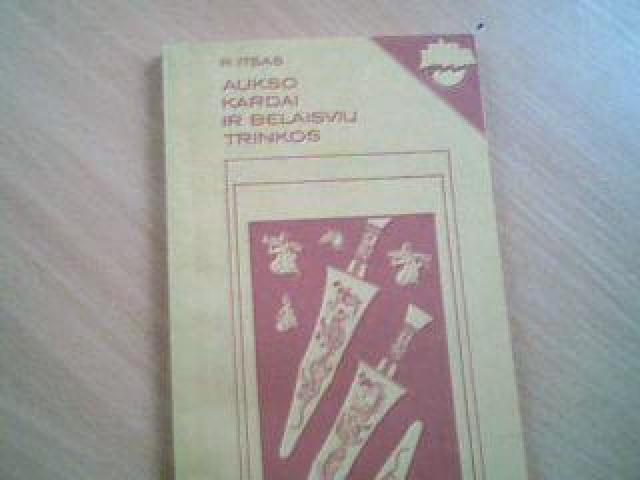 R. ITSAS
AUKSO
KARDAI
IR BELAISVIŲ
TRINKOS